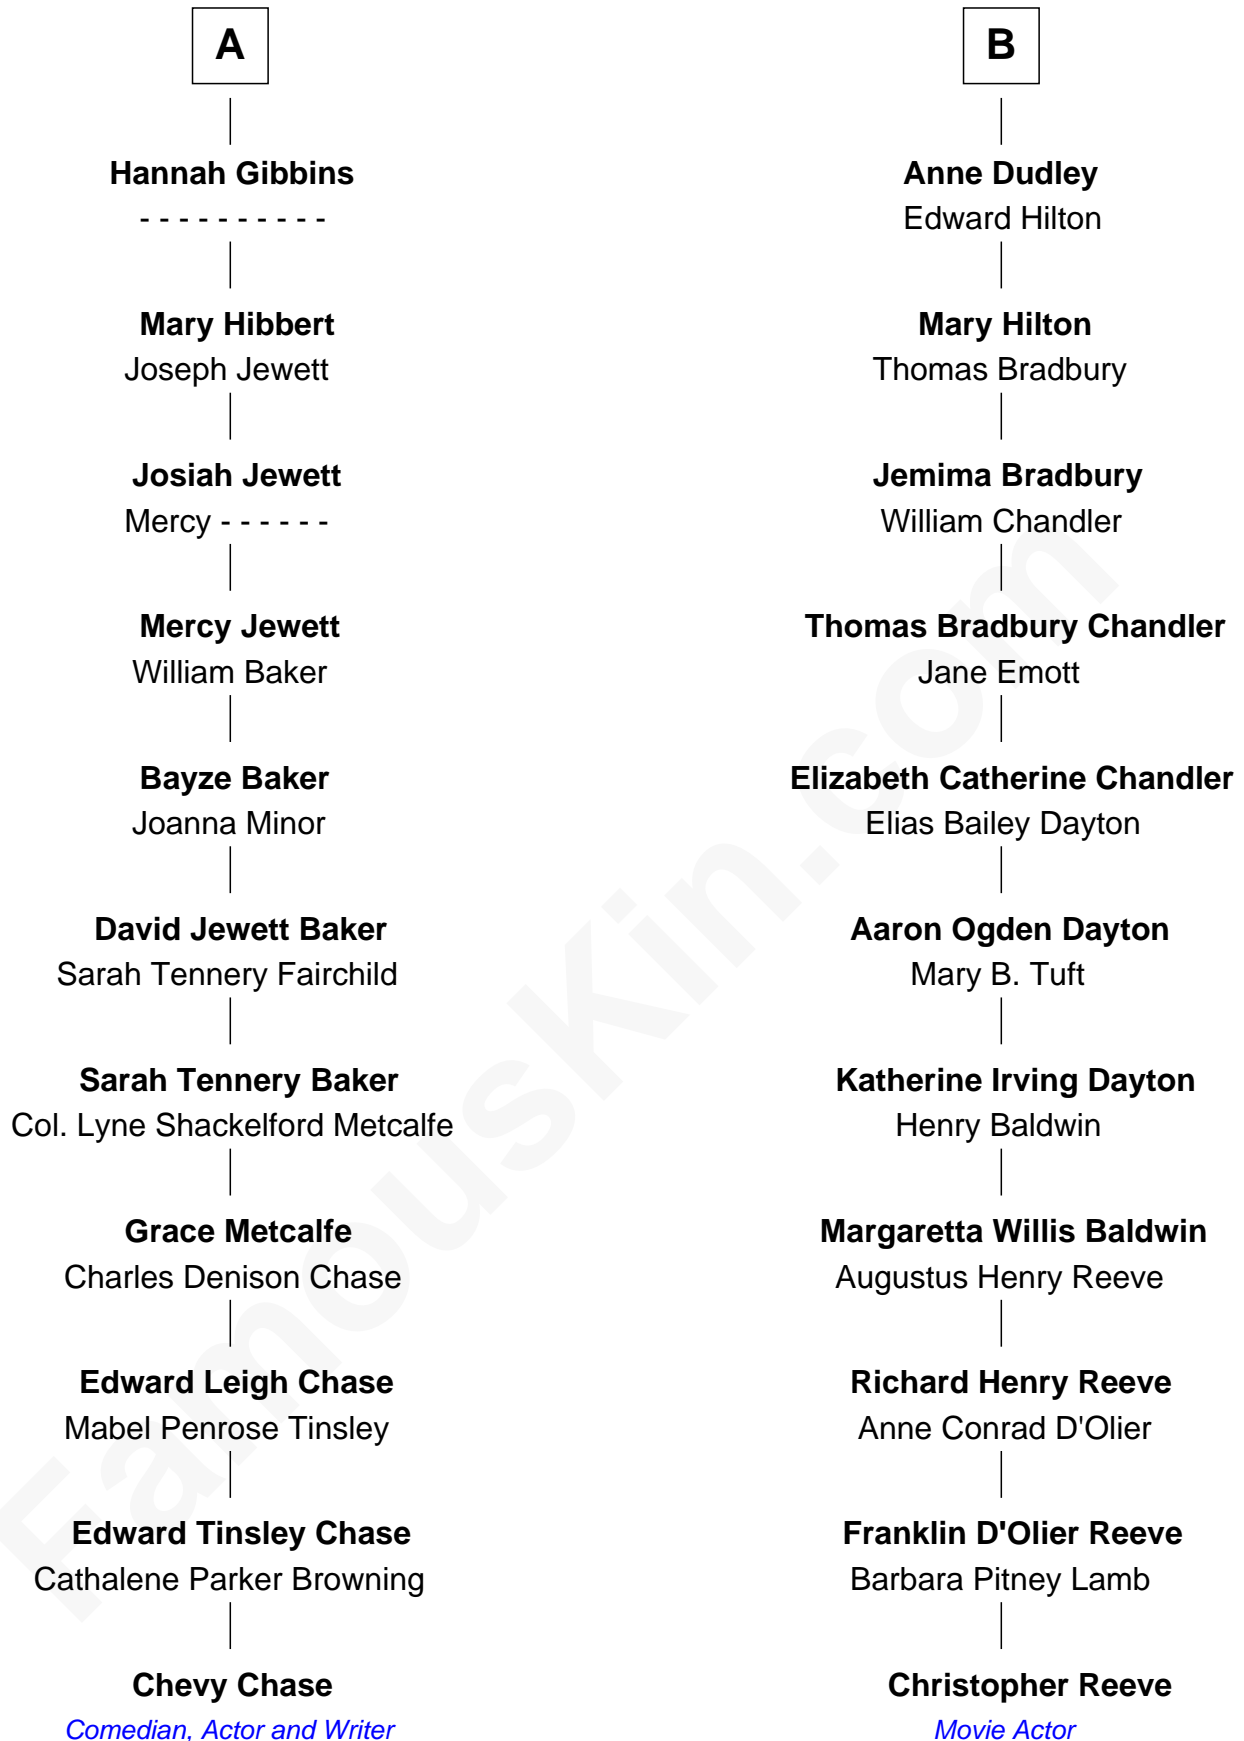 A
Hannah Gibbins
- - - - - - - - - -
Mary Hibbert
Joseph Jewett
Josiah Jewett
Mercy - - - - - -
Mercy Jewett
William Baker
Bayze Baker
Joanna Minor
David Jewett Baker
Sarah Tennery Fairchild
Sarah Tennery Baker
Col. Lyne Shackelford Metcalfe
Grace Metcalfe
Charles Denison Chase
Edward Leigh Chase
Mabel Penrose Tinsley
Edward Tinsley Chase
Cathalene Parker Browning
Chevy Chase
Comedian, Actor and Writer
B
Anne Dudley
Edward Hilton
Mary Hilton
Thomas Bradbury
Jemima Bradbury
William Chandler
Thomas Bradbury Chandler
Jane Emott
Elizabeth Catherine Chandler
Elias Bailey Dayton
Aaron Ogden Dayton
Mary B. Tuft
Katherine Irving Dayton
Henry Baldwin
Margaretta Willis Baldwin
Augustus Henry Reeve
Richard Henry Reeve
Anne Conrad D'Olier
Franklin D'Olier Reeve
Barbara Pitney Lamb
Christopher Reeve
Movie Actor
FamousKin.com